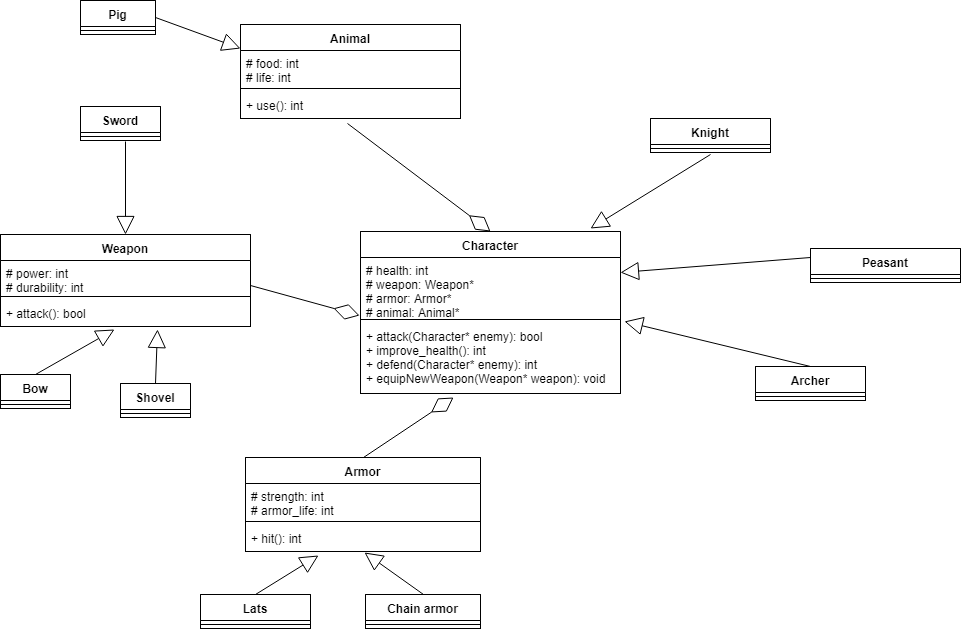 Pig
Animal
# food: int
# life: int
+ use(): int
Sword
Knight
Weapon
# power: int
# durability: int
+ attack(): bool
Character
# health: int
# weapon: Weapon*
# armor: Armor*
# animal: Animal*
+ attack(Character* enemy): bool
+ improve_health(): int
+ defend(Character* enemy): int
+ equipNewWeapon(Weapon* weapon): void
Peasant
Bow
Shovel
Archer
Armor
# strength: int
# armor_life: int
+ hit(): int
Lats
Chain armor